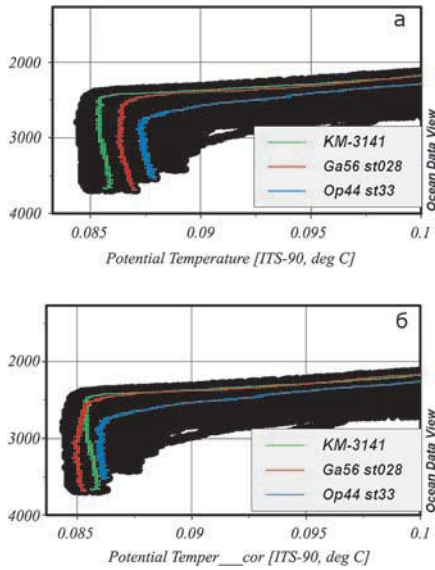 а
2000
3000
4000
KM-3141
Ga56 st028
Op44 st33
Ocean Data View
0.085 0.09 0.095 0.1
Potential Temperature [ITS-90, deg C]
б
2000
3000
4000
KM-3141
Ga56 st028
Op44 st33
Ocean Data View
0.085 0.09 0.095 0.1
Potential Temper___cor [ITS-90, deg C]